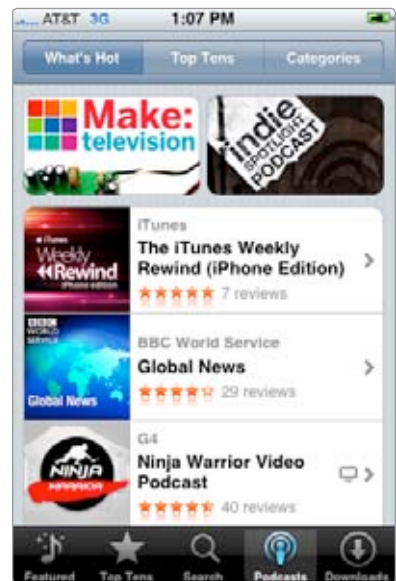 AT&T 3G 1:07 PM
What's Hot Top Tens Categories
Make:
television
indie
SPOTLIGHT
PODCAST
iTunes
The iTunes Weekly
Rewind (iPhone Edition)
7 reviews
iTunes
Weekly
Rewind
iPhone edition
BBC World Service
Global News
29 reviews
BBC
WORLD
SERVICE
Global News
G4
Ninja Warrior Video
Podcast
40 reviews
NINJA
WARRIOR
Featured Top Tens Search Podcasts Downloads